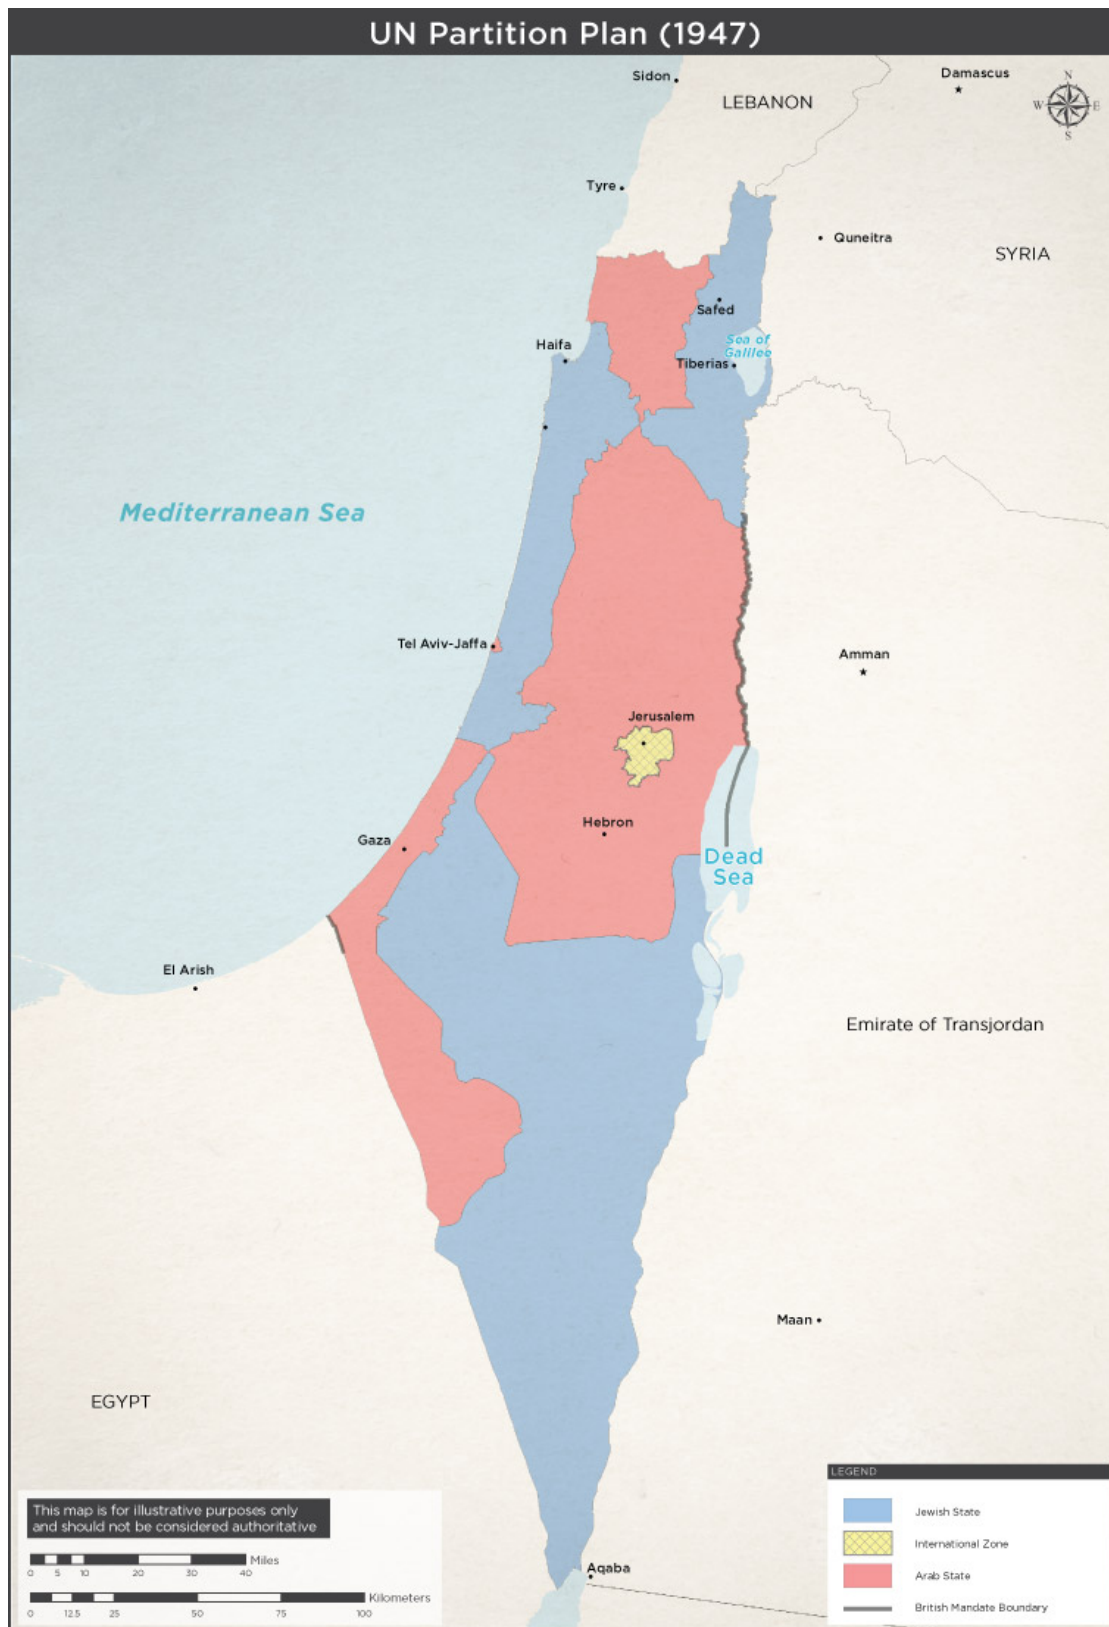 UN Partition Plan (1947)
Sidon
Damascus
LEBANON
N
W
E
S
Tyre
Quneitra
SYRIA
Safed
Haifa
Sea of
Galilee
Tiberias
Mediterranean Sea
Tel Aviv-Jaffa
Amman
Jerusalem
Hebron
Gaza
Dead
Sea
El Arish
Emirate of Transjordan
Maan
EGYPT
LEGEND
This map is for illustrative purposes only
and should not be considered authoritative
Jewish State
International Zone
Miles
0 5 10 20 30 40
Aqaba
Arab State
Kilometers
0 12.5 25 50 75 100
British Mandate Boundary